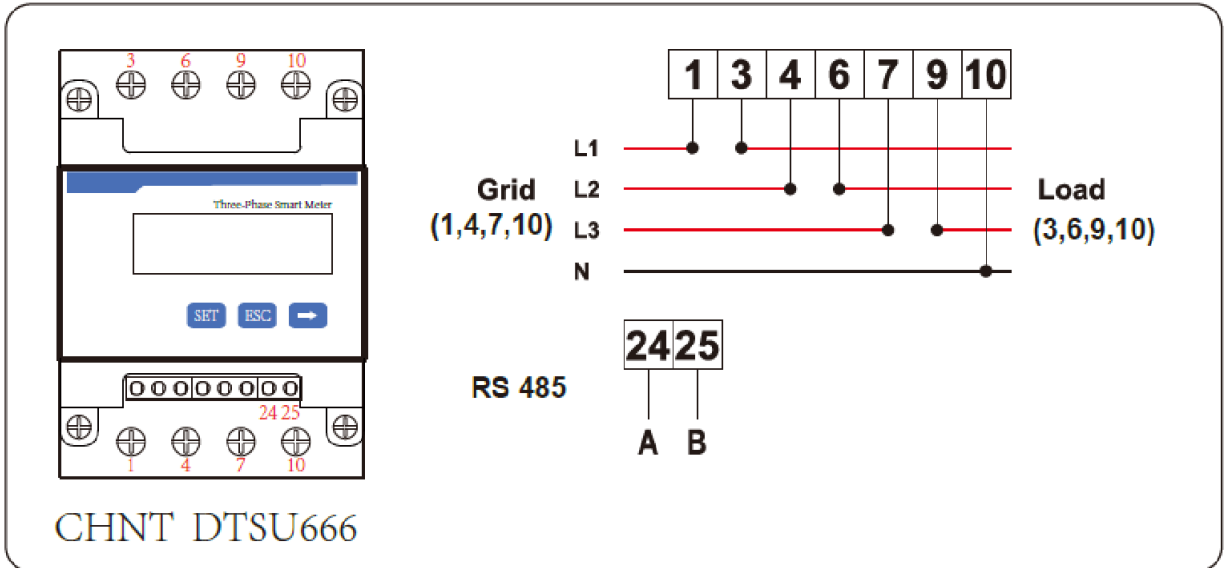 3 6 9 10
Three-Phase Smart Meter
SET ESC
24 25
1 4 7 10
CHNT DTSU666
1 3 4 6 7 9 10
L1
Grid L2 Load
(1,4,7,10) L3 (3,6,9,10)
N
24 25
RS 485
A B